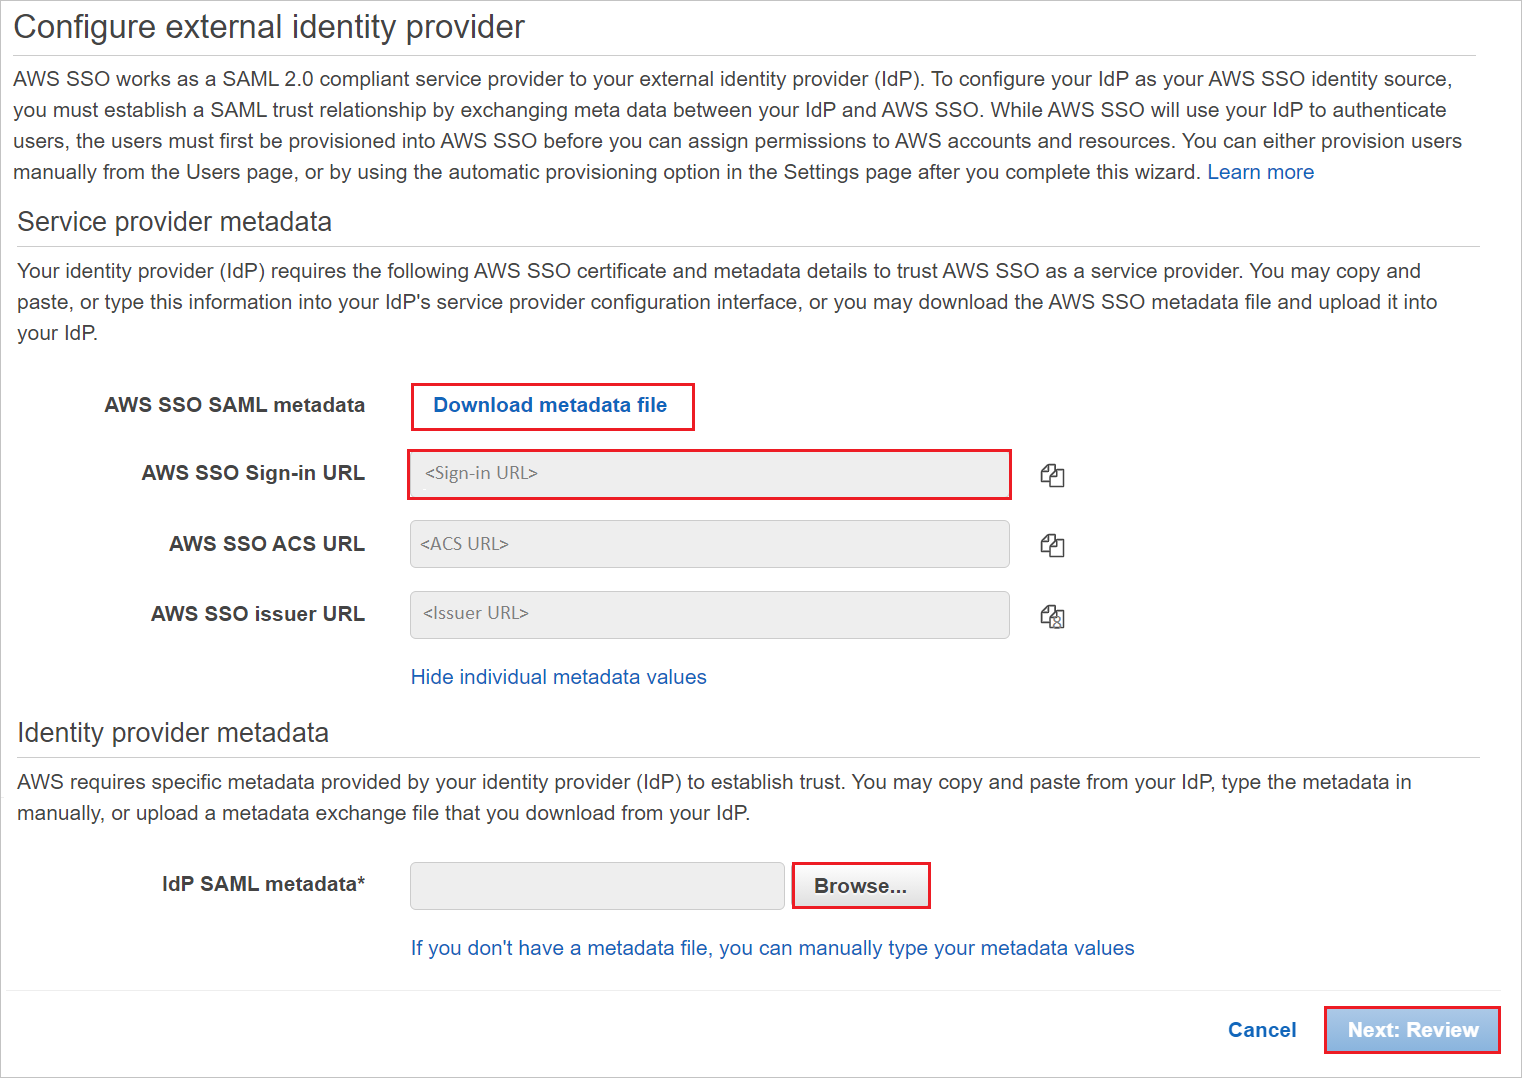 Configure external identity provider
AWS SSO works as a SAML 2.0 compliant service provider to your external identity provider (IdP). To configure your IdP as your AWS SSO identity source,
you must establish a SAML trust relationship by exchanging meta data between your IdP and AWS SSO. While AWS SSO will use your IdP to authenticate
users, the users must first be provisioned into AWS SSO before you can assign permissions to AWS accounts and resources. You can either provision users
manually from the Users page, or by using the automatic provisioning option in the Settings page after you complete this wizard. Learn more
Service provider metadata
Your identity provider (IdP) requires the following AWS SSO certificate and metadata details to trust AWS SSO as a service provider. You may copy and
paste, or type this information into your IdP's service provider configuration interface, or you may download the AWS SSO metadata file and upload it into
your IdP.
AWS SSO SAML metadata Download metadata file
AWS SSO Sign-in URL <Sign-in URL>
AWS SSO ACS URL <ACS URL>
AWS SSO issuer URL <Issuer URL>
Hide individual metadata values
Identity provider metadata
AWS requires specific metadata provided by your identity provider (IdP) to establish trust. You may copy and paste from your IdP, type the metadata in
manually, or upload a metadata exchange file that you download from your IdP.
IdP SAML metadata* Browse...
If you don't have a metadata file, you can manually type your metadata values
Cancel Next: Review